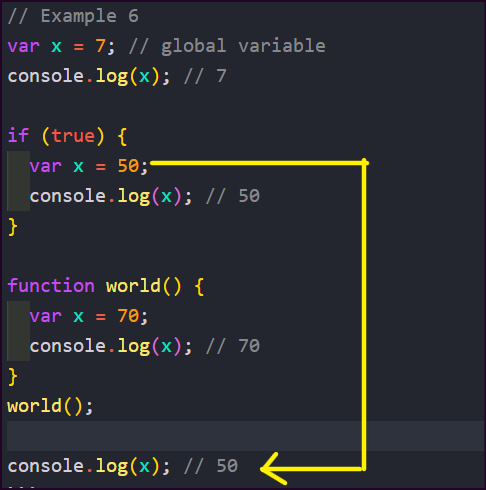 // Example 6
var x = 7; // global variable
console.log(x); // 7
if (true) {
var x = 50;
console.log(x); // 50
}
function world() {
var x = 70;
console.log(x); // 70
}
world();
console.log(x); // 50